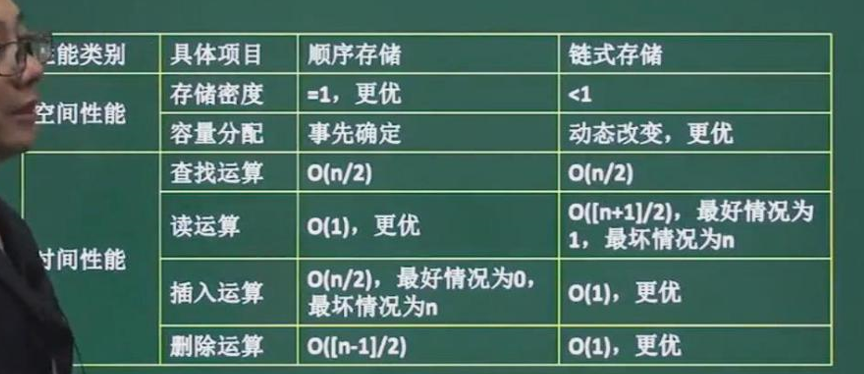 性能类别 具体项目 顺序存储 链式存储
空间性能 存储密度 =1，更优 <1
容量分配 事先确定 动态改变，更优
时间性能 查找运算 O(n/2) O(n/2)
读运算 O(1)，更优 O([n+1]/2)，最好情况为
1，最坏情况为n
插入运算 O(n/2)，最好情况为0，
最坏情况为n
O(1)，更优
删除运算 O([n-1]/2) O(1)，更优